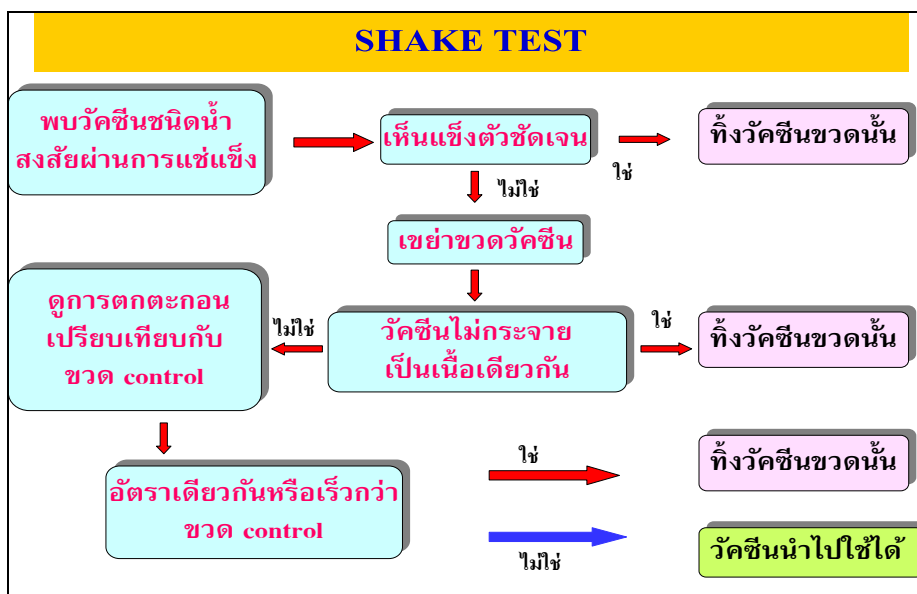 SHAKE TEST
พบวัคซีนชนิดน้ำ
สงสัยผ่านการแช่แข็ง
เห็นแข็งตัวชัดเจน
ใช่
ทิ้งวัคซีนขวดนั้น
ไม่ใช่
เขย่าขวดวัคซีน
ดูการตกตะกอน
เปรียบเทียบกับ
ขวด control
ไม่ใช่
วัคซีนไม่กระจาย
เป็นเนื้อเดียวกัน
ใช่
ทิ้งวัคซีนขวดนั้น
อัตราเดียวกันหรือเร็วกว่า
ขวด control
ใช่
ทิ้งวัคซีนขวดนั้น
ไม่ใช่
วัคซีนนำไปใช้ได้